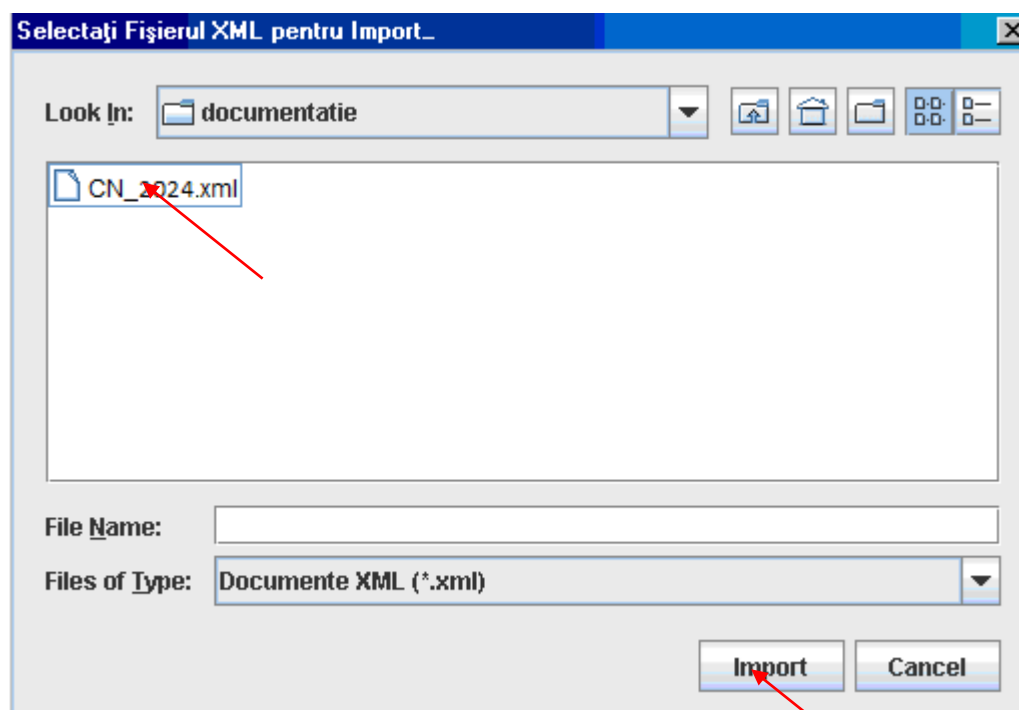 Selectaţi Fişierul XML pentru Import_
Look In: documentatie
CN_2024.xml
File Name:
Files of Type: Documente XML (*.xml)
Import Cancel